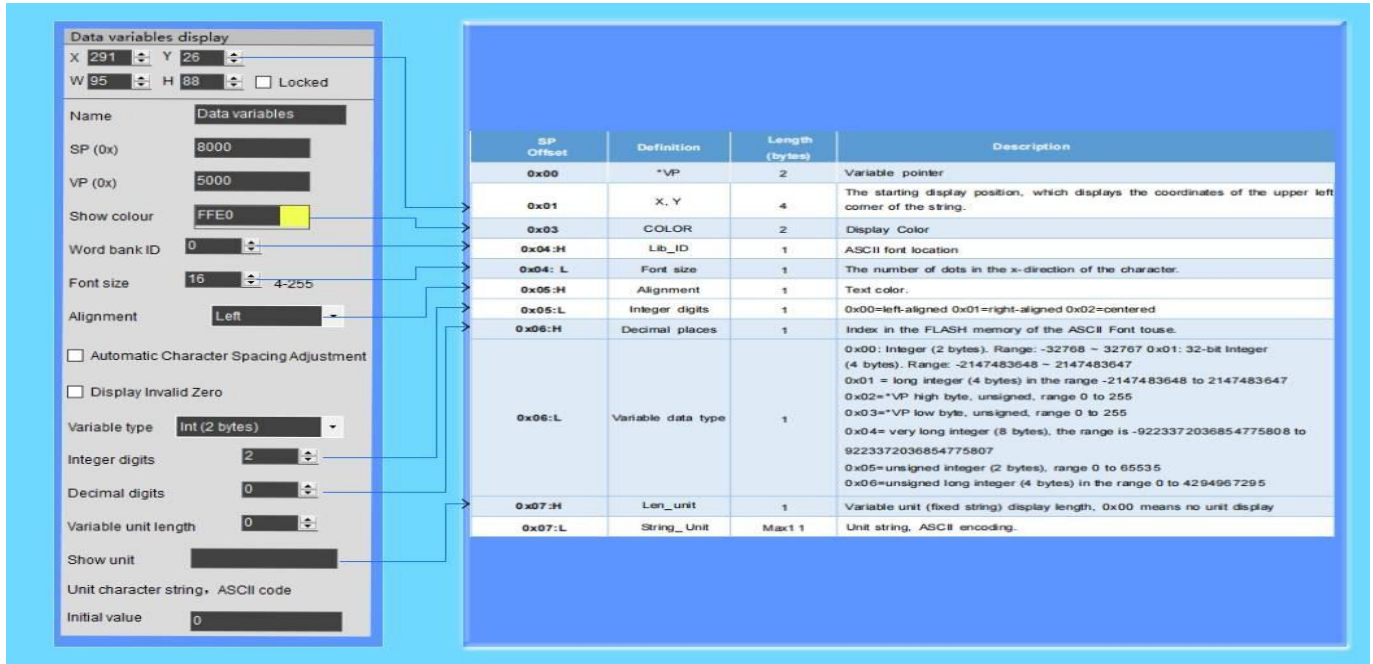 Data variables display
X 291 Y 26
W 95 H 88 Locked
Name Data variables
SP (0x) 8000
VP (0x) 5000
Show colour FFE0
Word bank ID 0
Font size 16 4-255
Alignment Left
Automatic Character Spacing Adjustment
Display Invalid Zero
Variable type Int (2 bytes)
Integer digits 2
Decimal digits 0
Variable unit length 0
Show unit
Unit character string, ASCII code
Initial value 0
SP Offset Definition Length (bytes) Description
0x00 *VP 2 Variable pointer
0x01 X, Y 4 The starting display position, which displays the coordinates of the upper left
corner of the string.
0x03 COLOR 2 Display Color
0x04:H Lib_ID 1 ASCII font location
0x04: L Font size 1 The number of dots in the x-direction of the character.
0x05:H Alignment 1 Text color.
0x05:L Integer digits 1 0x00=left-aligned 0x01=right-aligned 0x02=centered
0x06:H Decimal places 1 Index in the FLASH memory of the ASCII Font touse.
0x06:L Variable data type 1 0x00: Integer (2 bytes). Range: -32768 ~ 32767 0x01: 32-bit Integer
(4 bytes). Range: -2147483648 ~ 2147483647
0x01 = long integer (4 bytes) in the range -2147483648 to 2147483647
0x02=*VP high byte, unsigned, range 0 to 255
0x03=*VP low byte, unsigned, range 0 to 255
0x04= very long integer (8 bytes), the range is -9223372036854775808 to
9223372036854775807
0x05=unsigned integer (2 bytes), range 0 to 65535
0x06=unsigned long integer (4 bytes) in the range 0 to 4294967295
0x07:H Len_unit 1 Variable unit (fixed string) display length, 0x00 means no unit display
0x07:L String_Unit Max1 1 Unit string, ASCII encoding.